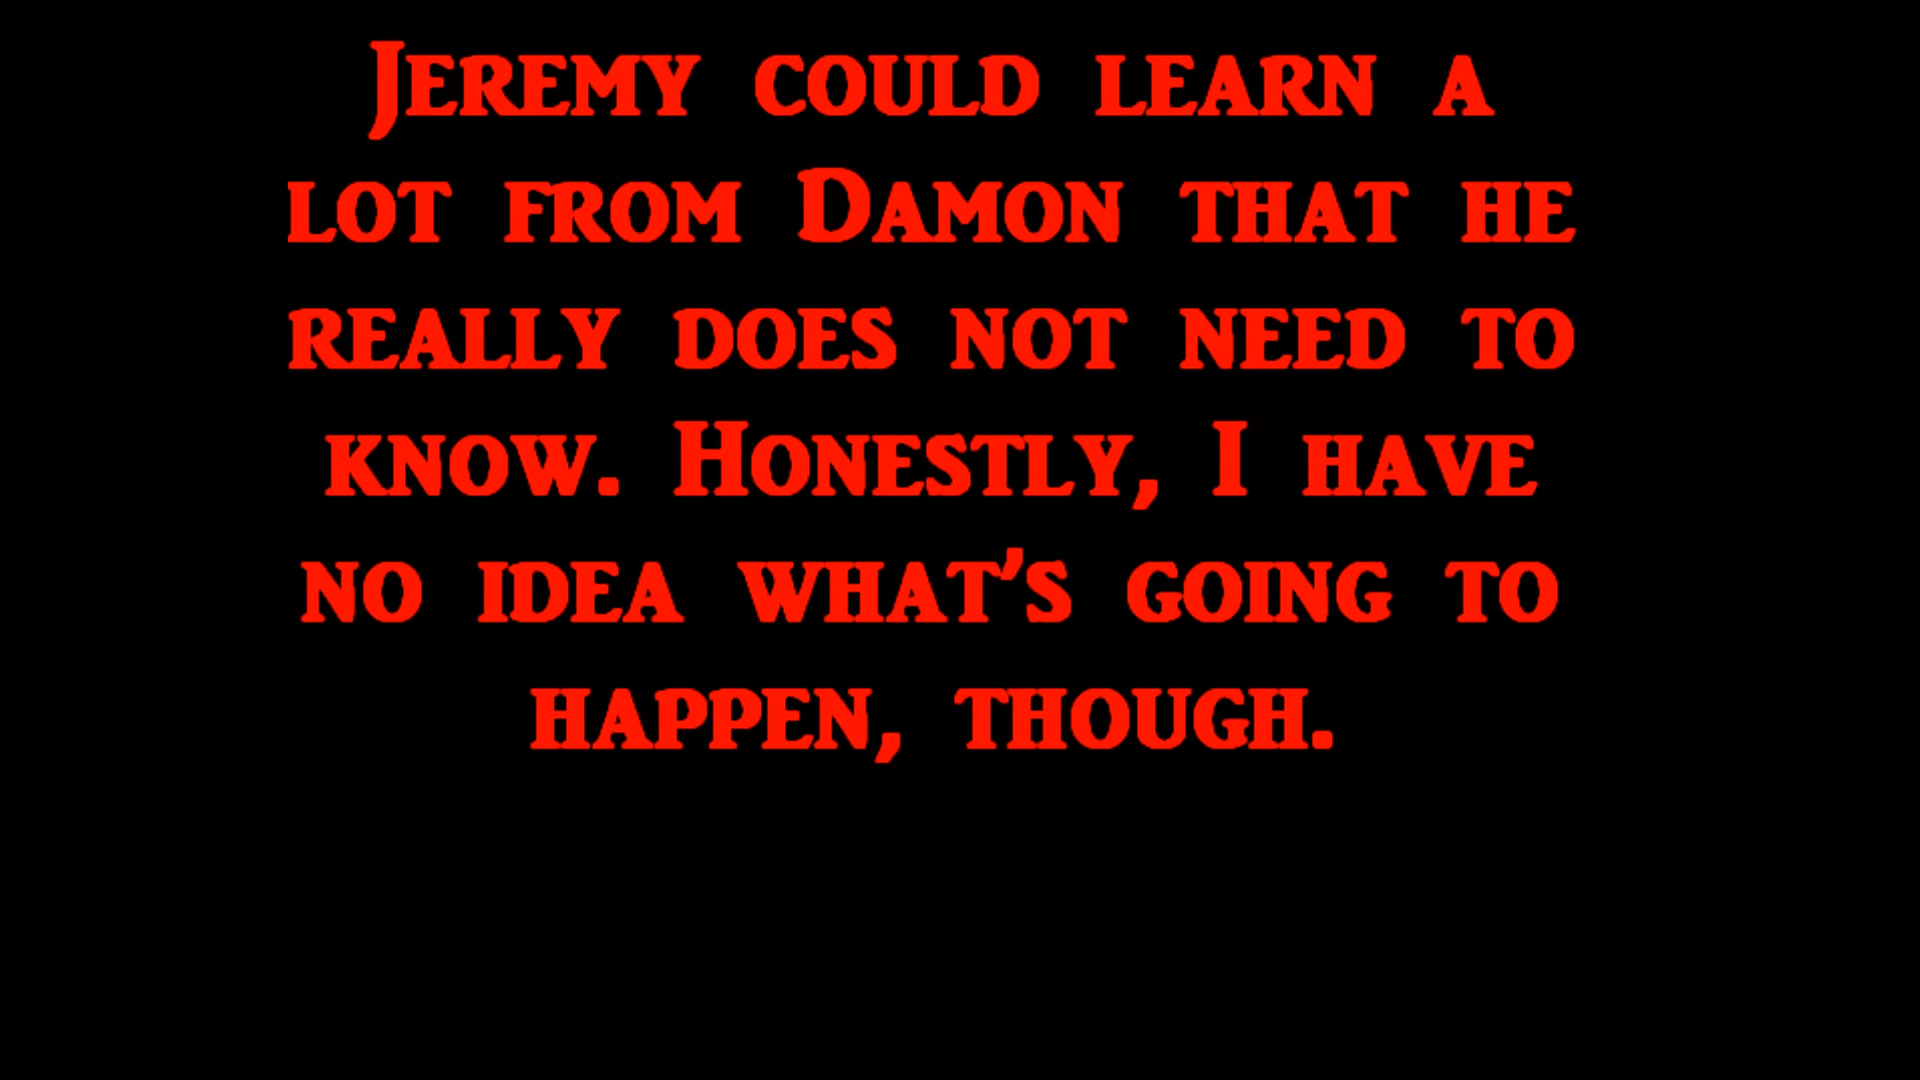 Jeremy could learn a
lot from Damon that he
really does not need to
know. Honestly, I have
no idea what's going to
happen, though.